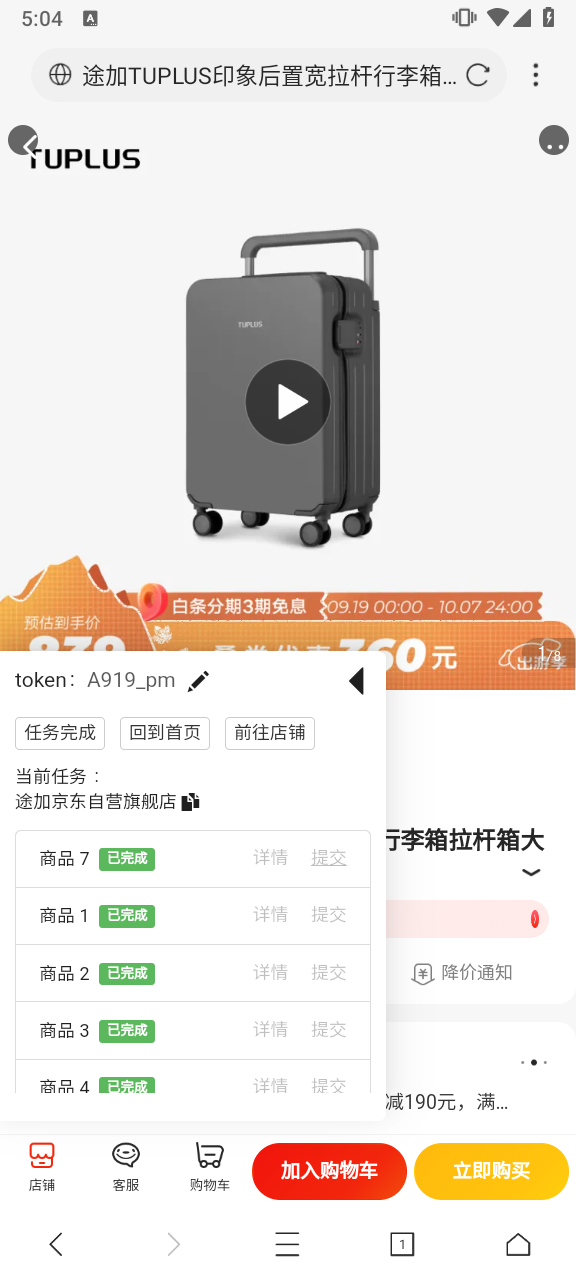 5:04
A
途加TUPLUS印象后置宽拉杆行李箱...
TUPLUS
TUPLUS
白条分期3期免息
09.19 00:00 - 10.07 24:00
预估到手价
360元
出游季
1/8
token: A919_pm
任务完成
回到首页
前往店铺
当前任务：
途加京东自营旗舰店
行李箱拉杆箱大
商品 7 已完成 详情 提交
商品 1 已完成 详情 提交
商品 2 已完成 详情 提交
降价通知
商品 3 已完成 详情 提交
商品 4 已完成 详情 提交
减190元，满...
店铺
客服
购物车
加入购物车
立即购买
1